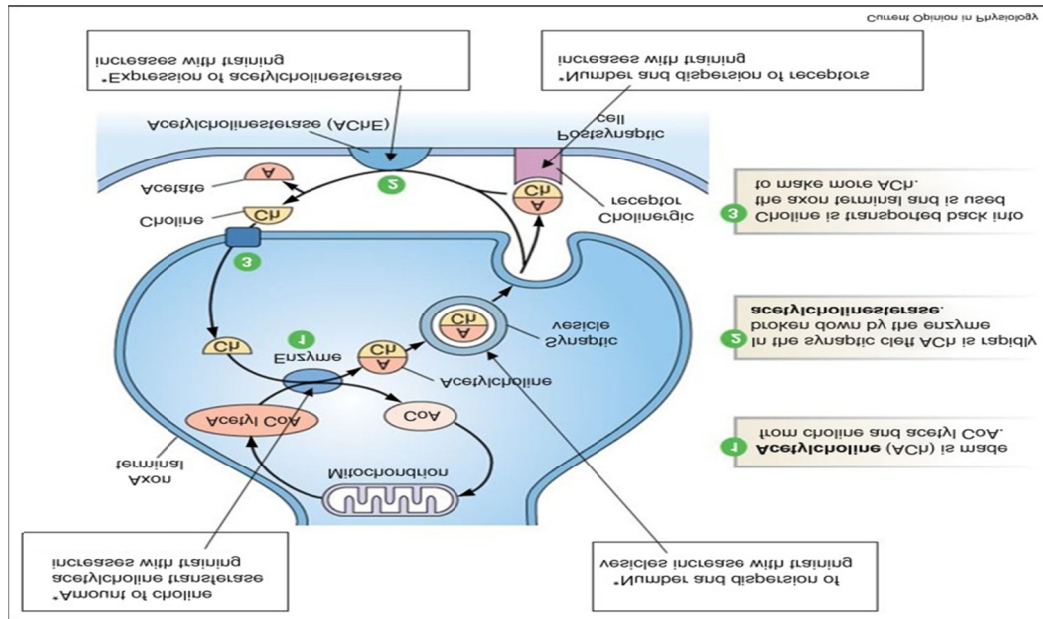 *Amount of choline
acetylcholine transferase
increases with training
*Number and dispersion of
vesicles increase with training
Axon
terminal
Mitochondrion
Acetyl CoA
CoA
Enzyme
1
Acetylcholine
A
Ch
Ch
A
Ch
Synaptic
vesicle
3
Choline
Ch
Acetate
A
2
A
Ch
Cholinergic
receptor
Acetylcholinesterase (AChE)
Postsynaptic
cell
*Expression of acetylcholinesterase
increases with training
*Number and dispersion of receptors
increases with training
1 Acetylcholine (ACh) is made
from choline and acetyl CoA.
2 In the synaptic cleft ACh is rapidly
broken down by the enzyme
acetylcholinesterase.
3 Choline is transported back into
the axon terminal and is used
to make more ACh.
Current Opinion in Physiology